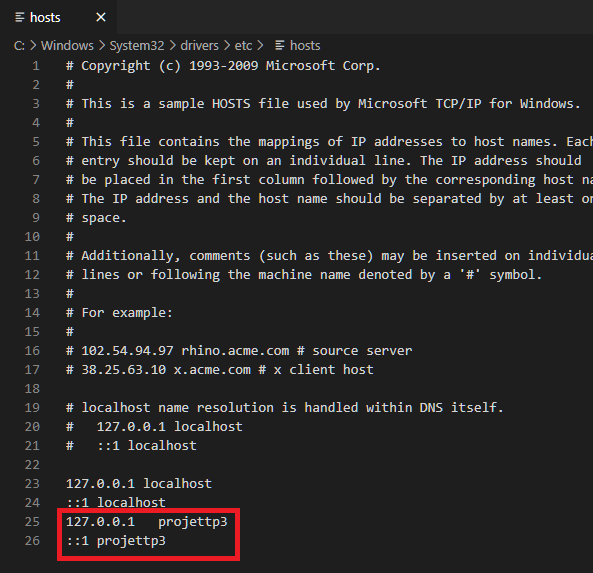 hosts
C: > Windows > System32 > drivers > etc > hosts
1 # Copyright (c) 1993-2009 Microsoft Corp.
2 #
3 # This is a sample HOSTS file used by Microsoft TCP/IP for Windows.
4 #
5 # This file contains the mappings of IP addresses to host names. Each
6 # entry should be kept on an individual line. The IP address should
7 # be placed in the first column followed by the corresponding host na
8 # The IP address and the host name should be separated by at least on
9 # space.
10 #
11 # Additionally, comments (such as these) may be inserted on individua
12 # lines or following the machine name denoted by a '#' symbol.
13 #
14 # For example:
15 #
16 # 102.54.94.97 rhino.acme.com # source server
17 # 38.25.63.10 x.acme.com # x client host
18
19 # localhost name resolution is handled within DNS itself.
20 #   127.0.0.1 localhost
21 #   ::1 localhost
22
23 127.0.0.1 localhost
24 ::1 localhost
25 127.0.0.1   projettp3
26 ::1 projettp3